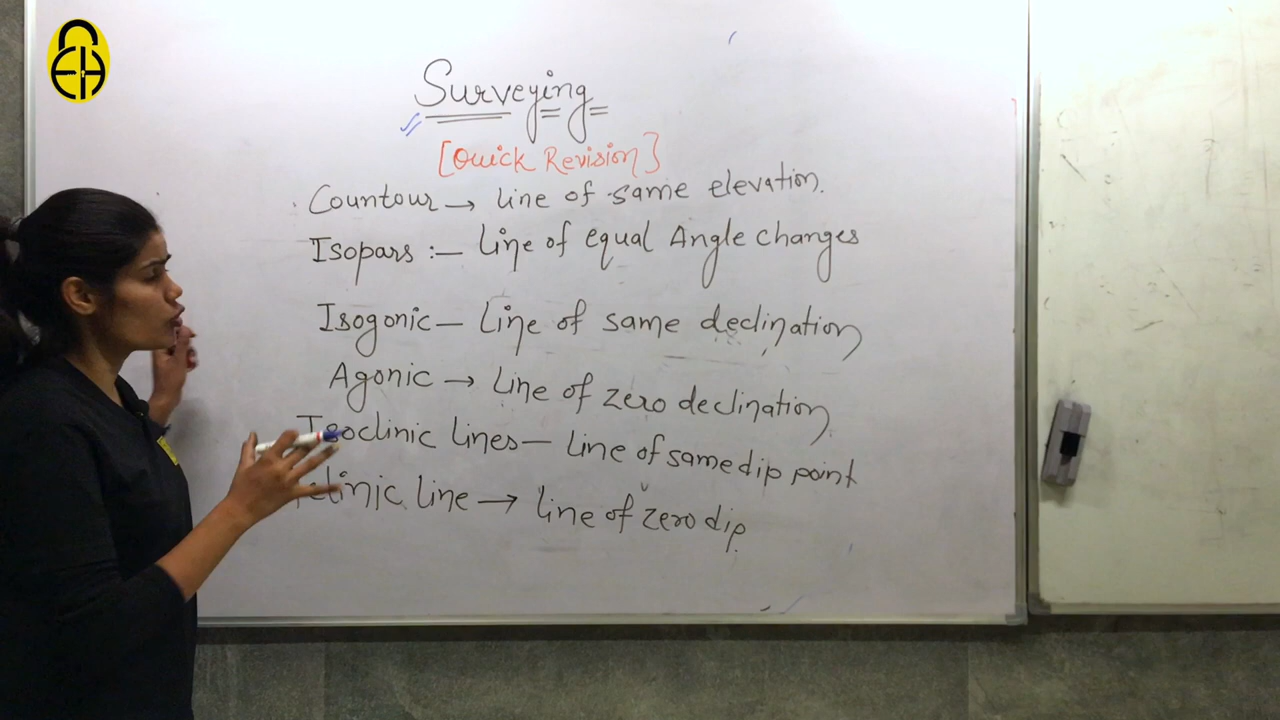 Surveying
[Quick Revision]
Countour → line of same elevation.
Isopars :— Line of equal Angle changes
Isogonic — Line of same declination
Agonic → Line of zero declination
Isoclinic lines — line of same dip point
clinic line → line of zero dip